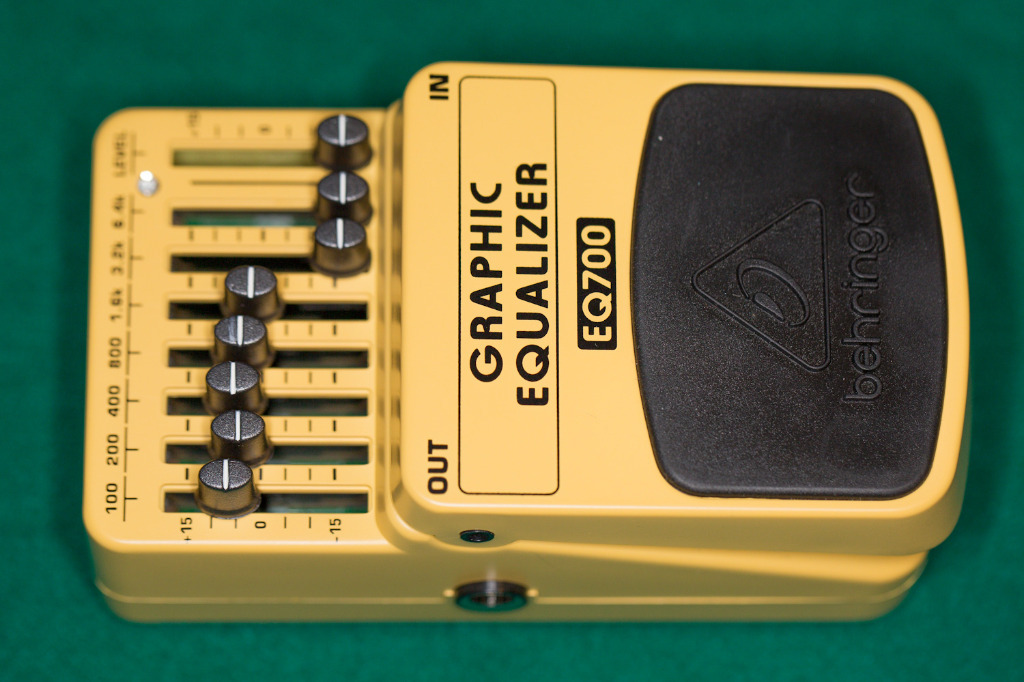 IN
GRAPHIC
EQUALIZER
EQ700
OUT
behringer
LEVEL
6.4k
3.2k
1.6k
800
400
200
100
+15
0
-15